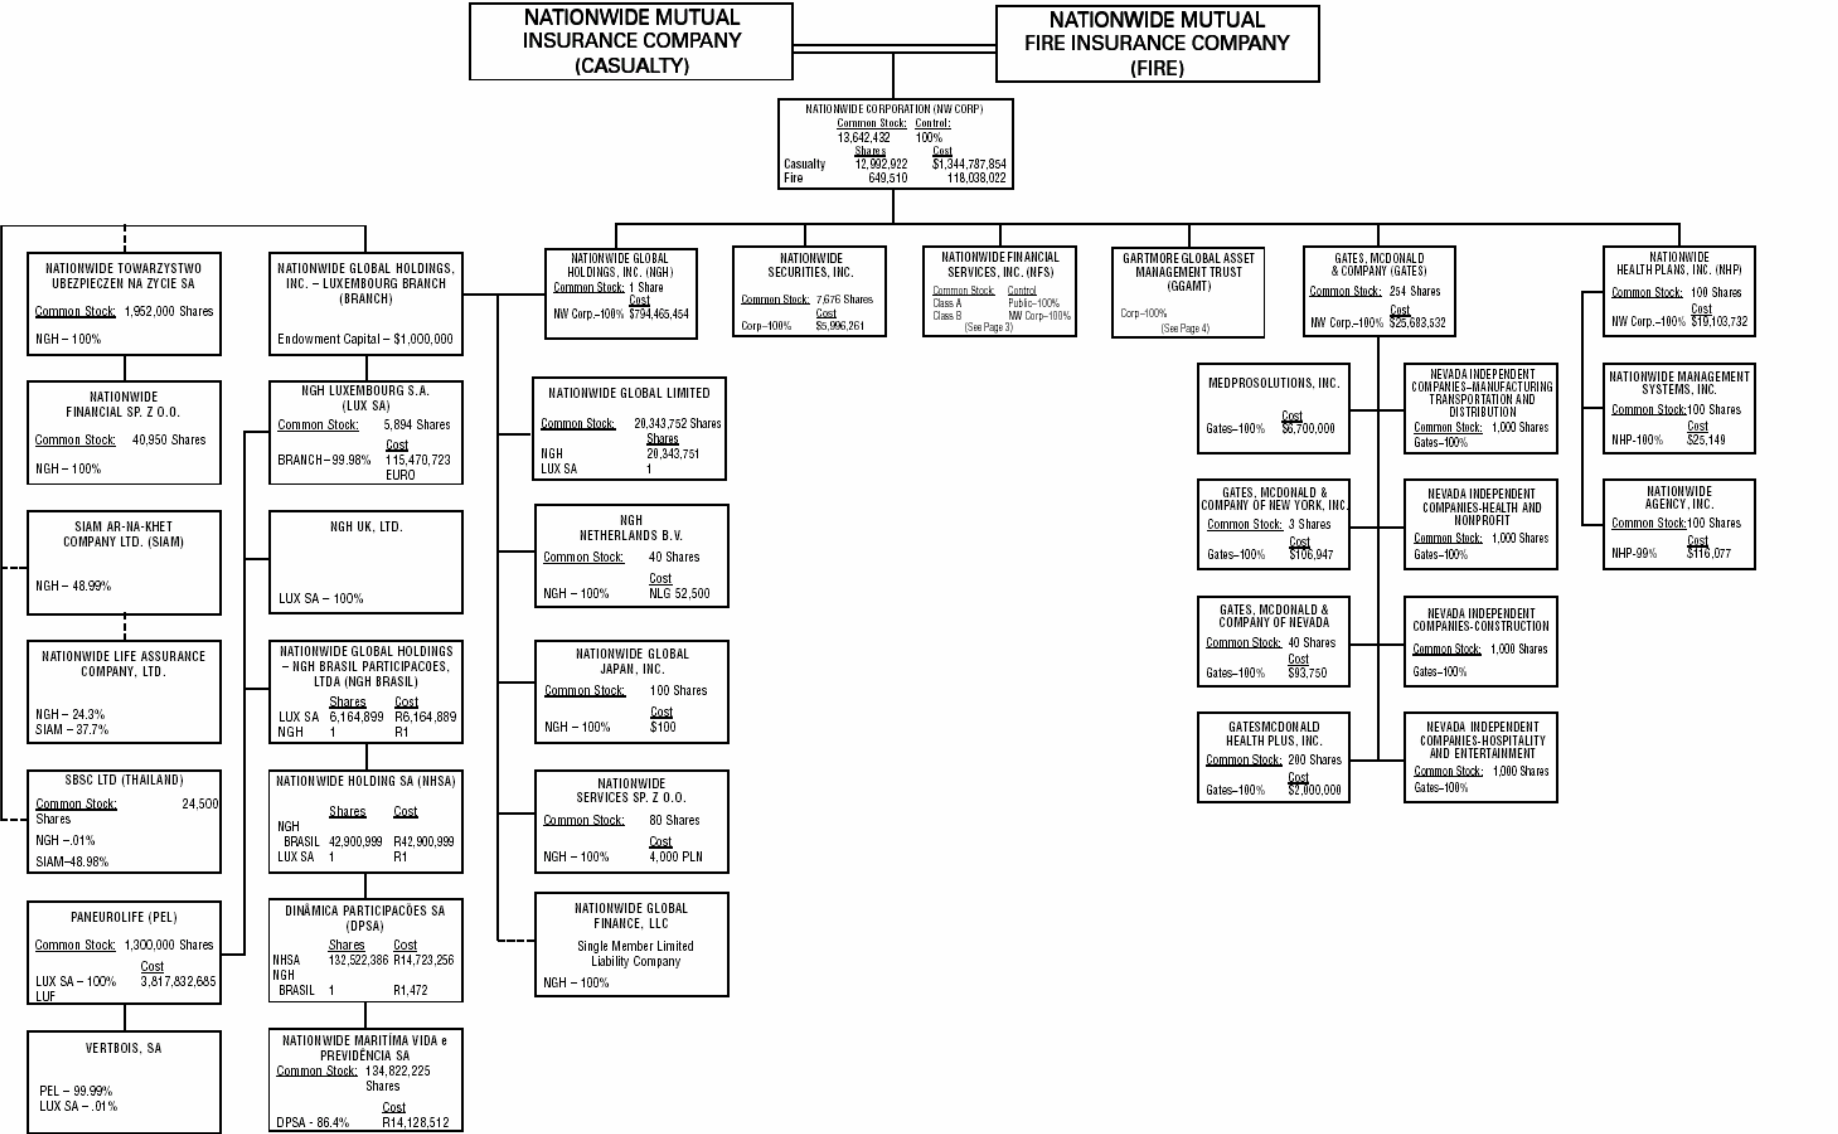 NATIONWIDE MUTUAL
INSURANCE COMPANY
(CASUALTY)
NATIONWIDE MUTUAL
FIRE INSURANCE COMPANY
(FIRE)
NATIONWIDE CORPORATION (NW CORP)
Common Stock: Control:
13,642,432 100%
Shares Cost
Casualty 12,992,922 $1,344,787,854
Fire 649,510 118,038,022
NATIONWIDE TOWARZYSTWO
UBEZPIECZEN NA ZYCIE SA
Common Stock: 1,952,000 Shares
NGH – 100%
NATIONWIDE GLOBAL HOLDINGS,
INC. – LUXEMBOURG BRANCH
(BRANCH)
Endowment Capital – $1,000,000
NATIONWIDE GLOBAL
HOLDINGS, INC. (NGH)
Common Stock: 1 Share
Cost
NW Corp.–100% $794,465,454
NATIONWIDE
SECURITIES, INC.
Common Stock: 7,676 Shares
Cost
Corp–100% $5,996,261
NATIONWIDE FINANCIAL
SERVICES, INC. (NFS)
Common Stock: Control
Class A Public–100%
Class B NW Corp–100%
(See Page 3)
GARTMORE GLOBAL ASSET
MANAGEMENT TRUST
(GGAMT)
Corp–100%
(See Page 4)
GATES, MCDONALD
& COMPANY (GATES)
Common Stock: 254 Shares
Cost
NW Corp.–100% $25,683,532
NATIONWIDE
HEALTH PLANS, INC. (NHP)
Common Stock: 100 Shares
Cost
NW Corp.–100% $19,103,732
NATIONWIDE
FINANCIAL SP. Z O.O.
Common Stock: 40,950 Shares
NGH – 100%
NGH LUXEMBOURG S.A.
(LUX SA)
Common Stock: 5,894 Shares
Cost
BRANCH–99.98% 115,470,723
EURO
NATIONWIDE GLOBAL LIMITED
Common Stock: 20,343,752 Shares
Shares
NGH 20,343,751
LUX SA 1
MEDPROSOLUTIONS, INC.
Cost
Gates–100% $6,700,000
NEVADA INDEPENDENT
COMPANIES–MANUFACTURING
TRANSPORTATION AND
DISTRIBUTION
Common Stock: 1,000 Shares
Gates–100%
NATIONWIDE MANAGEMENT
SYSTEMS, INC.
Common Stock:100 Shares
Cost
NHP-100% $25,149
SIAM AR-NA-KHET
COMPANY LTD. (SIAM)
NGH – 48.99%
NGH UK, LTD.
LUX SA – 100%
NGH
NETHERLANDS B.V.
Common Stock: 40 Shares
Cost
NGH – 100% NLG 52,500
GATES, MCDONALD &
COMPANY OF NEW YORK, INC.
Common Stock: 3 Shares
Cost
Gates–100% $106,947
NEVADA INDEPENDENT
COMPANIES-HEALTH AND
NONPROFIT
Common Stock: 1,000 Shares
Gates–100%
NATIONWIDE
AGENCY, INC.
Common Stock:100 Shares
Cost
NHP-99% $116,077
NATIONWIDE LIFE ASSURANCE
COMPANY, LTD.
NGH – 24.3%
SIAM – 37.7%
NATIONWIDE GLOBAL HOLDINGS
– NGH BRASIL PARTICIPACOES,
LTDA (NGH BRASIL)
Shares Cost
LUX SA 6,164,899 R6,164,889
NGH 1 R1
NATIONWIDE GLOBAL
JAPAN, INC.
Common Stock: 100 Shares
Cost
NGH – 100% $100
GATES, MCDONALD &
COMPANY OF NEVADA
Common Stock: 40 Shares
Cost
Gates–100% $93,750
NEVADA INDEPENDENT
COMPANIES-CONSTRUCTION
Common Stock: 1,000 Shares
Gates–100%
SBSC LTD (THAILAND)
Common Stock: 24,500
Shares
NGH –.01%
SIAM–48.98%
NATIONWIDE HOLDING SA (NHSA)
Shares Cost
NGH
BRASIL 42,900,999 R42,900,999
LUX SA 1 R1
NATIONWIDE
SERVICES SP. Z O.O.
Common Stock: 80 Shares
Cost
NGH – 100% 4,000 PLN
GATESMCDONALD
HEALTH PLUS, INC.
Common Stock: 200 Shares
Cost
Gates–100% $2,000,000
NEVADA INDEPENDENT
COMPANIES-HOSPITALITY
AND ENTERTAINMENT
Common Stock: 1,000 Shares
Gates–100%
PANEUROLIFE (PEL)
Common Stock: 1,300,000 Shares
Cost
LUX SA – 100% 3,817,832,685
LUF
DINÂMICA PARTICIPACÕES SA
(DPSA)
Shares Cost
NHSA 132,522,386 R14,723,256
NGH
BRASIL 1 R1,472
NATIONWIDE GLOBAL
FINANCE, LLC
Single Member Limited
Liability Company
NGH – 100%
VERTBOIS, SA
PEL – 99.99%
LUX SA – .01%
NATIONWIDE MARITÍMA VIDA e
PREVIDÊNCIA SA
Common Stock: 134,822,225
Shares
Cost
DPSA - 86.4% R14,128,512